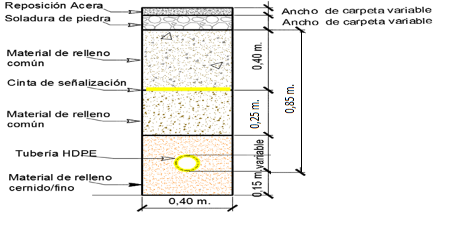 Reposición Acera
Soladura de piedra
Material de relleno
común
Cinta de señalización
Material de relleno
común
Tubería HDPE
Material de relleno
cernido/fino
Ancho de carpeta variable
Ancho de carpeta variable
0,40 m.
0,25 m.
0,85 m.
0,15 m.
variable
0,40 m.